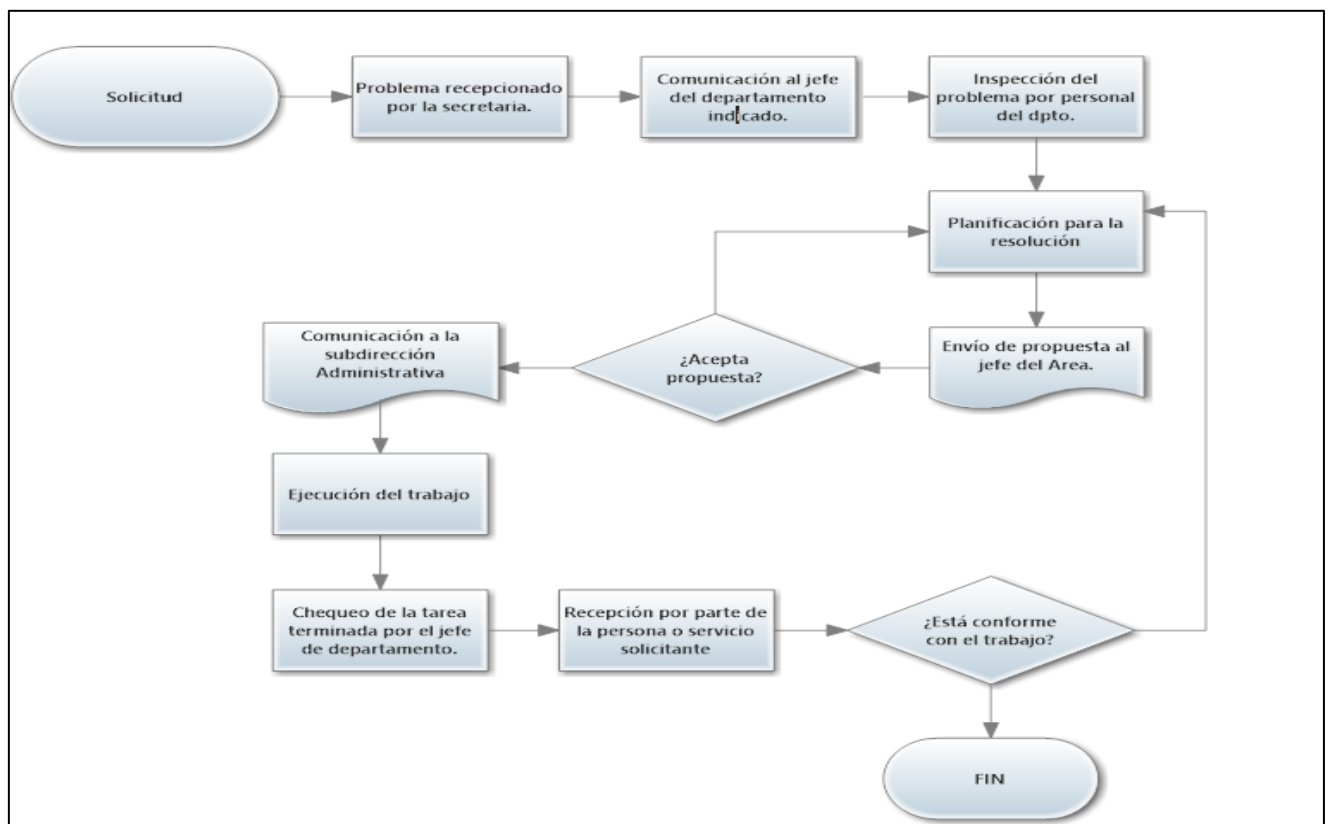 Solicitud
Problema recepcionado
por la secretaria.
Comunicación al jefe
del departamento
indicado.
Inspección del
problema por personal
del dpto.
Planificación para la
resolución
Envío de propuesta al
jefe del Area.
¿Acepta
propuesta?
Comunicación a la
subdirección
Administrativa
Ejecución del trabajo
Chequeo de la tarea
terminada por el jefe
de departamento.
Recepción por parte de
la persona o servicio
solicitante
¿Está conforme
con el trabajo?
FIN